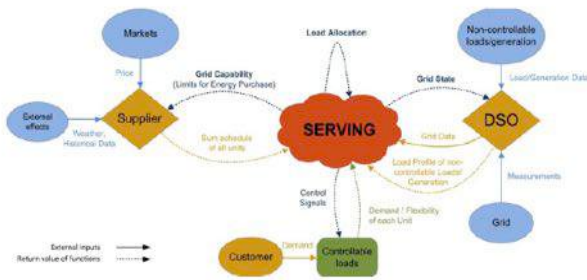 Markets
Price
External
effects
Weather,
Historical Data
Supplier
Grid Capability
(Limits for Energy Purchase)
Sum schedule
of all units
Load Allocation
SERVING
Grid State
Non-controllable
loads/generation
Load/Generation Data
DSO
Grid Data
Load Profile of non-
controllable Loads/
Generation
Measurements
Grid
Control
Signals
Demand / Flexibility
of each Unit
Customer
Demand
Controllable
loads
External inputs
Return value of functions